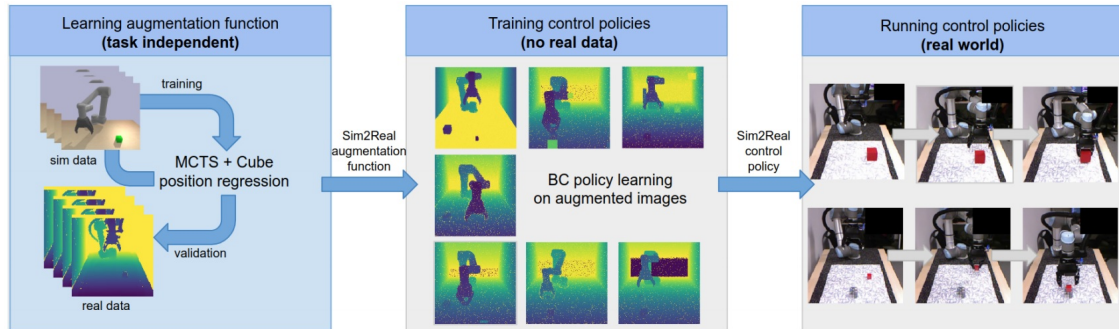 Learning augmentation function
(task independent)
training
sim data
MCTS + Cube
position regression
validation
real data
Sim2Real
augmentation
function
Training control policies
(no real data)
BC policy learning
on augmented images
Sim2Real
control
policy
Running control policies
(real world)